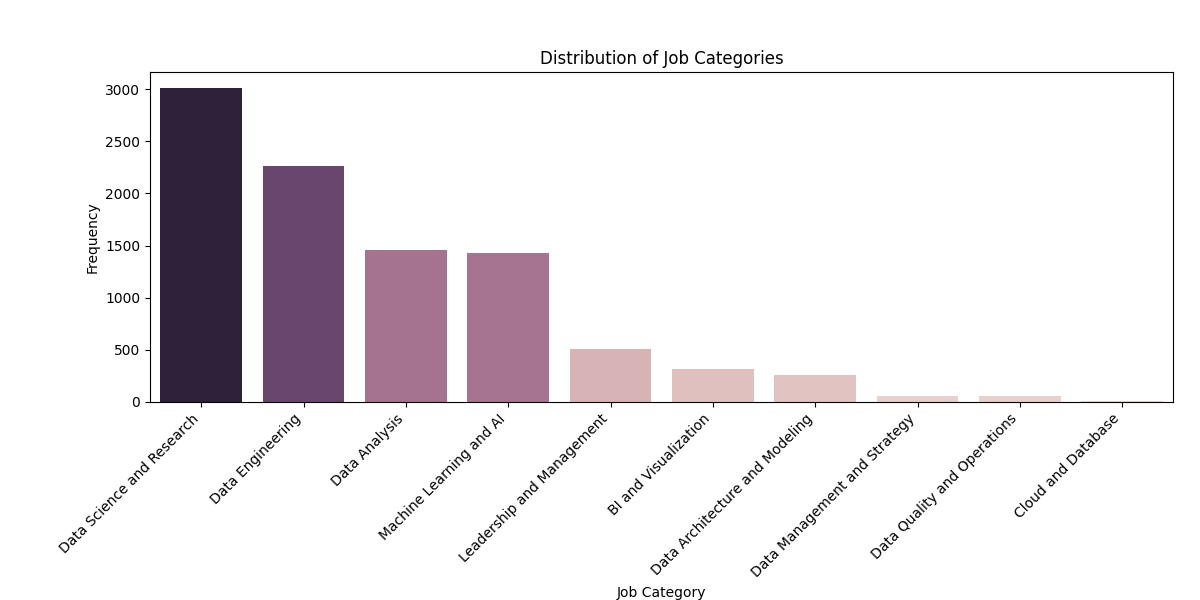 Distribution of Job Categories
3000
2500
2000
1500
1000
500
0
Frequency
Data Science and Research
Data Engineering
Data Analysis
Machine Learning and AI
Leadership and Management
BI and Visualization
Data Architecture and Modeling
Data Management and Strategy
Data Quality and Operations
Cloud and Database
Job Category